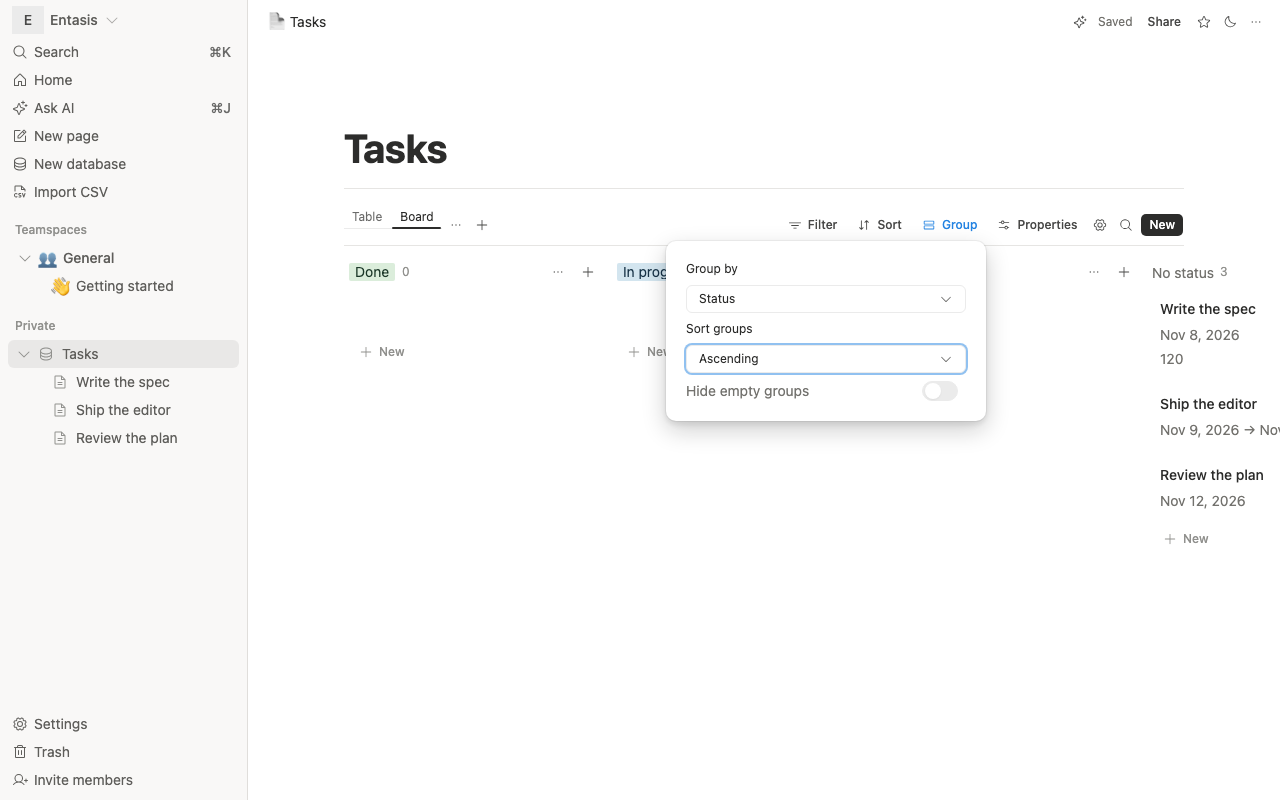 E Entasis
Search ⌘K
Home
Ask AI ⌘J
New page
New database
Import CSV
Teamspaces
General
Getting started
Private
Tasks
Write the spec
Ship the editor
Review the plan
Settings
Trash
Invite members
Tasks
Saved Share
Tasks
Table Board
Filter Sort Group Properties New
Done 0
New
In prog
New
Group by
Status
Sort groups
Ascending
Hide empty groups
No status 3
Write the spec
Nov 8, 2026
120
Ship the editor
Nov 9, 2026 → Nov
Review the plan
Nov 12, 2026
New